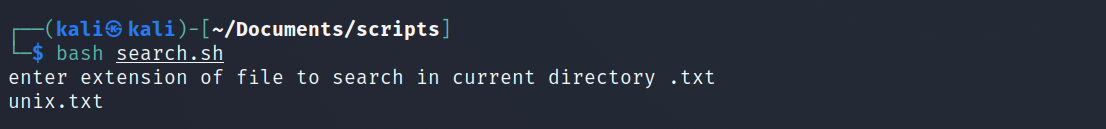 ┌──(kali㉿kali)-[~/Documents/scripts]
└─$ bash search.sh
enter extension of file to search in current directory .txt
unix.txt